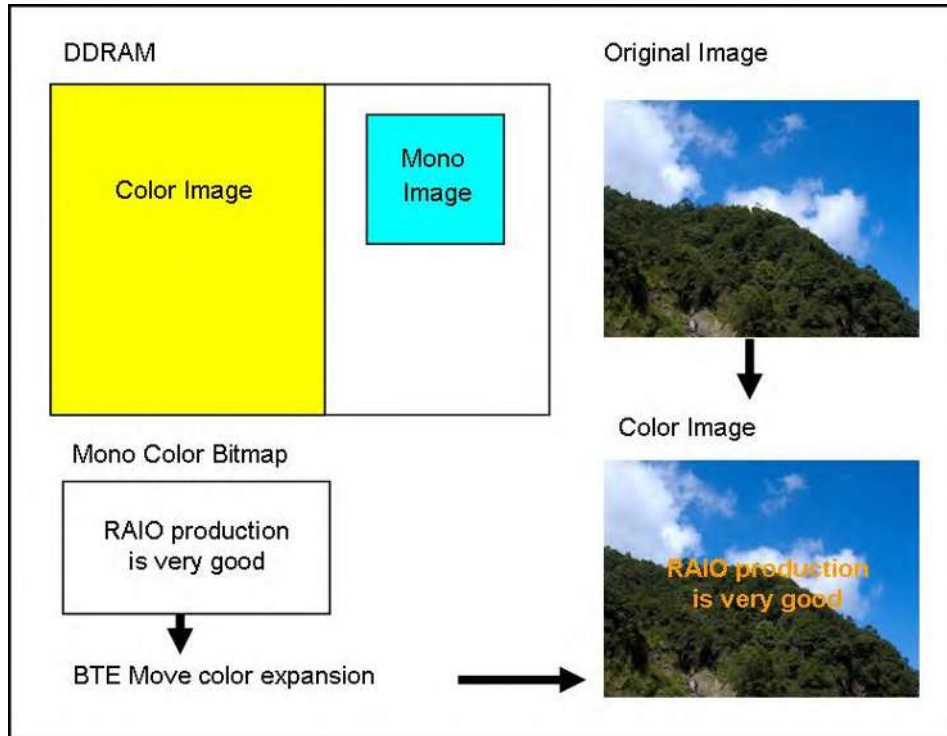 DDRAM
Original Image
Color Image
Mono
Image
Mono Color Bitmap
Color Image
RAIO production
is very good
RAIO production
is very good
BTE Move color expansion